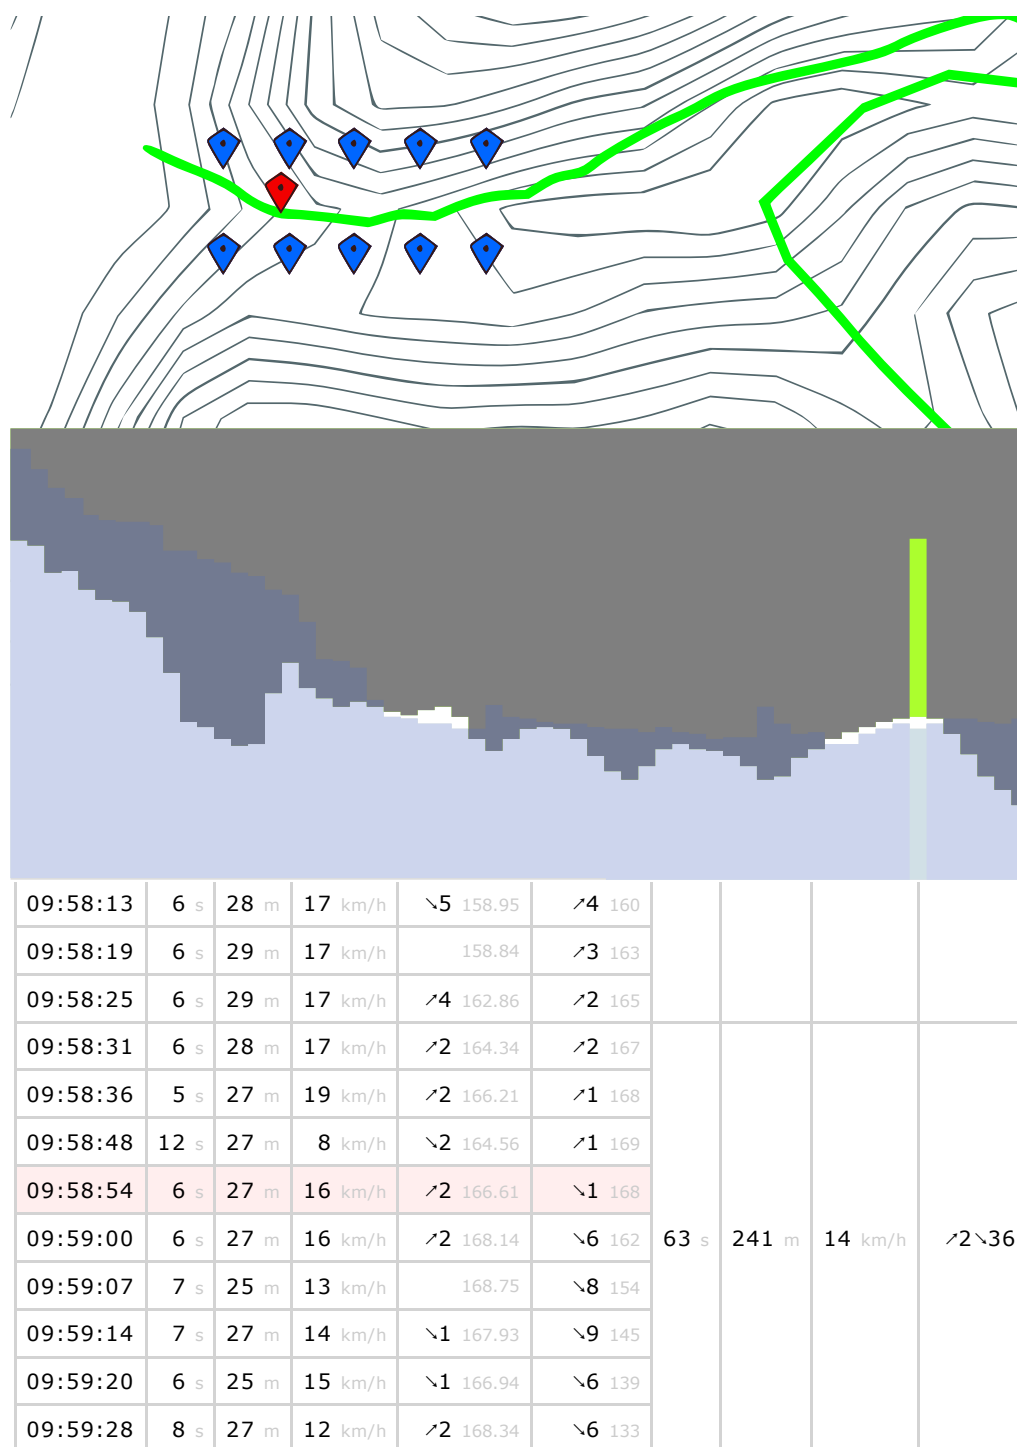 09:58:13 6 s 28 m 17 km/h ↘5 158.95 ↗4 160
09:58:19 6 s 29 m 17 km/h 158.84 ↗3 163
09:58:25 6 s 29 m 17 km/h ↗4 162.86 ↗2 165
09:58:31 6 s 28 m 17 km/h ↗2 164.34 ↗2 167
09:58:36 5 s 27 m 19 km/h ↗2 166.21 ↗1 168
09:58:48 12 s 27 m 8 km/h ↘2 164.56 ↗1 169
09:58:54 6 s 27 m 16 km/h ↗2 166.61 ↘1 168
09:59:00 6 s 27 m 16 km/h ↗2 168.14 ↘6 162 63 s 241 m 14 km/h ↗2↘36
09:59:07 7 s 25 m 13 km/h 168.75 ↘8 154
09:59:14 7 s 27 m 14 km/h ↘1 167.93 ↘9 145
09:59:20 6 s 25 m 15 km/h ↘1 166.94 ↘6 139
09:59:28 8 s 27 m 12 km/h ↗2 168.34 ↘6 133